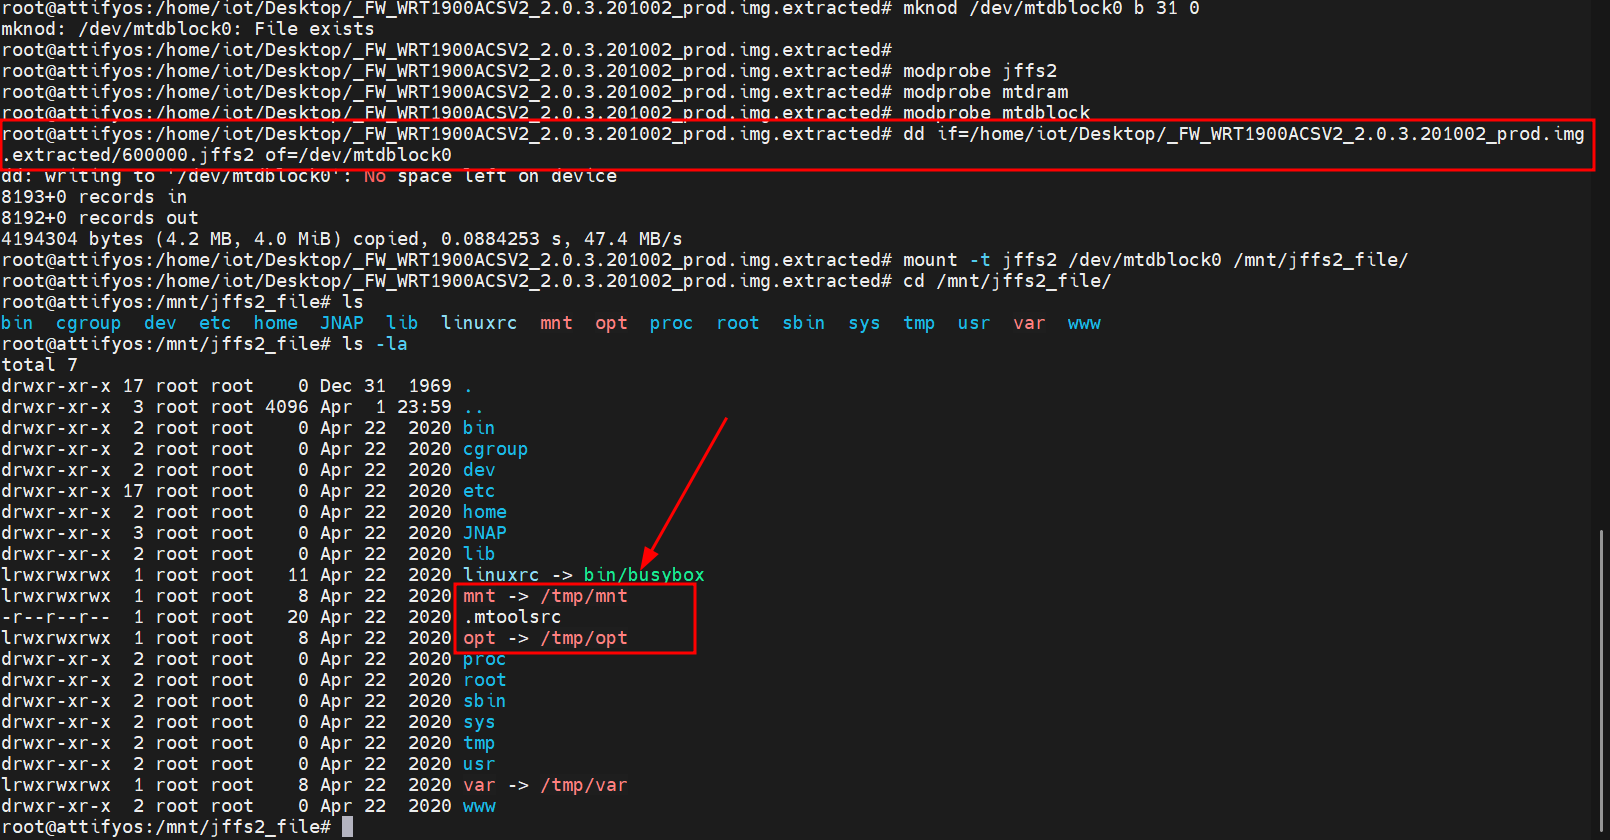 root@attifyos:/home/iot/Desktop/_FW_WRT1900ACSV2_2.0.3.201002_prod.img.extracted# mknod /dev/mtdblock0 b 31 0
mknod: /dev/mtdblock0: File exists
root@attifyos:/home/iot/Desktop/_FW_WRT1900ACSV2_2.0.3.201002_prod.img.extracted#
root@attifyos:/home/iot/Desktop/_FW_WRT1900ACSV2_2.0.3.201002_prod.img.extracted# modprobe jffs2
root@attifyos:/home/iot/Desktop/_FW_WRT1900ACSV2_2.0.3.201002_prod.img.extracted# modprobe mtdram
root@attifyos:/home/iot/Desktop/_FW_WRT1900ACSV2_2.0.3.201002_prod.img.extracted# modprobe mtdblock
root@attifyos:/home/iot/Desktop/_FW_WRT1900ACSV2_2.0.3.201002_prod.img.extracted# dd if=/home/iot/Desktop/_FW_WRT1900ACSV2_2.0.3.201002_prod.img
.extracted/600000.jffs2 of=/dev/mtdblock0
dd: writing to '/dev/mtdblock0': No space left on device
8193+0 records in
8192+0 records out
4194304 bytes (4.2 MB, 4.0 MiB) copied, 0.0884253 s, 47.4 MB/s
root@attifyos:/home/iot/Desktop/_FW_WRT1900ACSV2_2.0.3.201002_prod.img.extracted# mount -t jffs2 /dev/mtdblock0 /mnt/jffs2_file/
root@attifyos:/home/iot/Desktop/_FW_WRT1900ACSV2_2.0.3.201002_prod.img.extracted# cd /mnt/jffs2_file/
root@attifyos:/mnt/jffs2_file# ls
bin cgroup dev etc home JNAP lib linuxrc mnt opt proc root sbin sys tmp usr var www
root@attifyos:/mnt/jffs2_file# ls -la
total 7
drwxr-xr-x 17 root root 0 Dec 31 1969 .
drwxr-xr-x 3 root root 4096 Apr 1 23:59 ..
drwxr-xr-x 2 root root 0 Apr 22 2020 bin
drwxr-xr-x 2 root root 0 Apr 22 2020 cgroup
drwxr-xr-x 2 root root 0 Apr 22 2020 dev
drwxr-xr-x 17 root root 0 Apr 22 2020 etc
drwxr-xr-x 2 root root 0 Apr 22 2020 home
drwxr-xr-x 3 root root 0 Apr 22 2020 JNAP
drwxr-xr-x 2 root root 0 Apr 22 2020 lib
lrwxrwxrwx 1 root root 11 Apr 22 2020 linuxrc -> bin/busybox
lrwxrwxrwx 1 root root 8 Apr 22 2020 mnt -> /tmp/mnt
-r--r--r-- 1 root root 20 Apr 22 2020 .mtoolsrc
lrwxrwxrwx 1 root root 8 Apr 22 2020 opt -> /tmp/opt
drwxr-xr-x 2 root root 0 Apr 22 2020 proc
drwxr-xr-x 2 root root 0 Apr 22 2020 root
drwxr-xr-x 2 root root 0 Apr 22 2020 sbin
drwxr-xr-x 2 root root 0 Apr 22 2020 sys
drwxr-xr-x 2 root root 0 Apr 22 2020 tmp
drwxr-xr-x 2 root root 0 Apr 22 2020 usr
lrwxrwxrwx 1 root root 8 Apr 22 2020 var -> /tmp/var
drwxr-xr-x 2 root root 0 Apr 22 2020 www
root@attifyos:/mnt/jffs2_file#